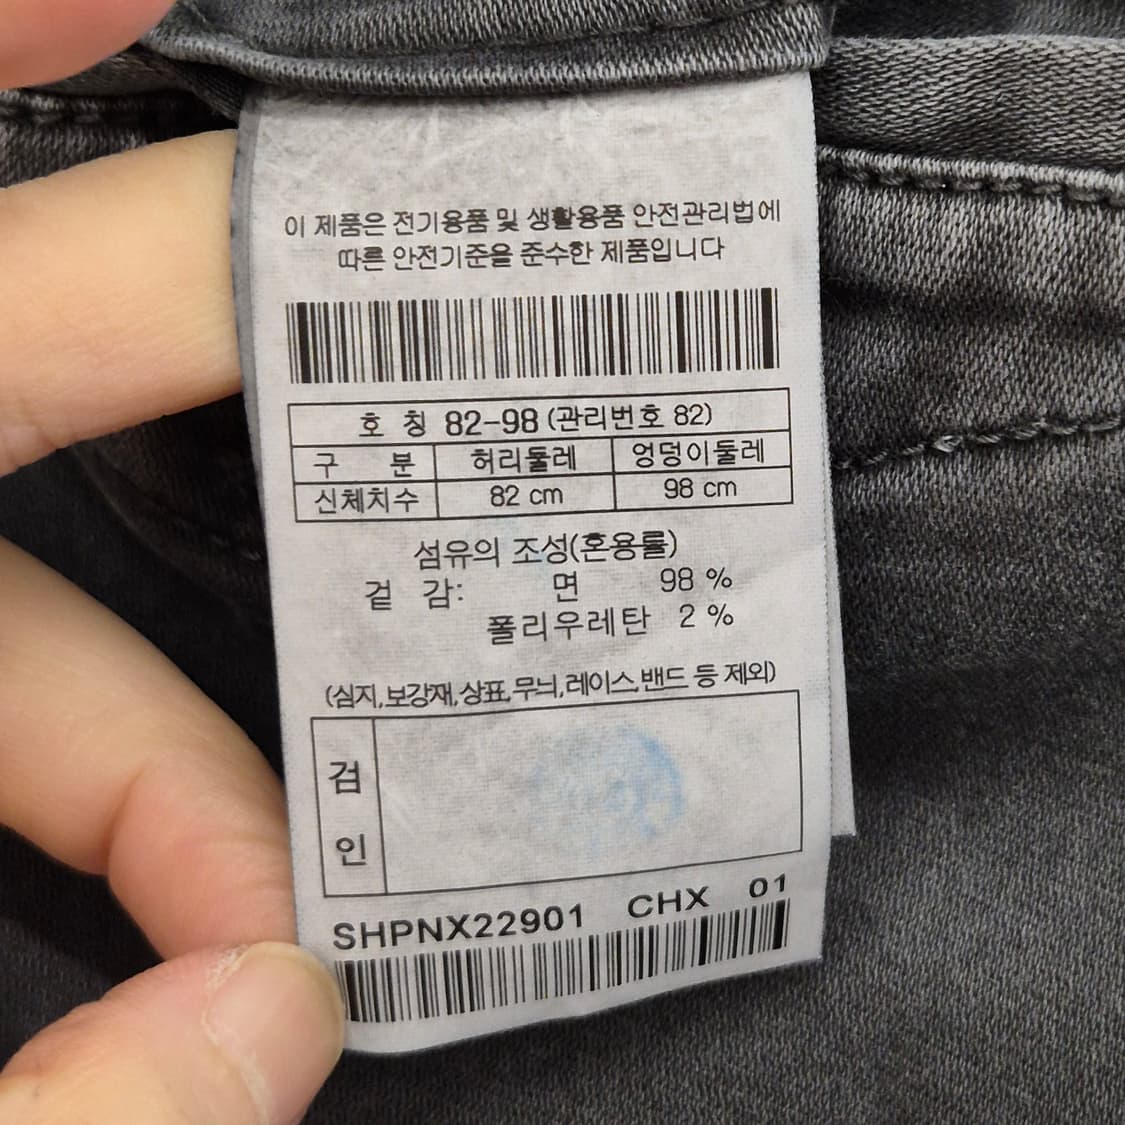 이 제품은 전기용품 및 생활용품 안전관리법에
따른 안전기준을 준수한 제품입니다
호 칭 82-98 (관리번호 82)
구 분 허리둘레 엉덩이둘레
신체치수 82 cm 98 cm
섬유의 조성(혼용률)
겉 감: 면 98 %
폴리우레탄 2 %
(심지,보강재,상표,무늬,레이스,밴드 등 제외)
검
인
SHPNX22901 CHX 01